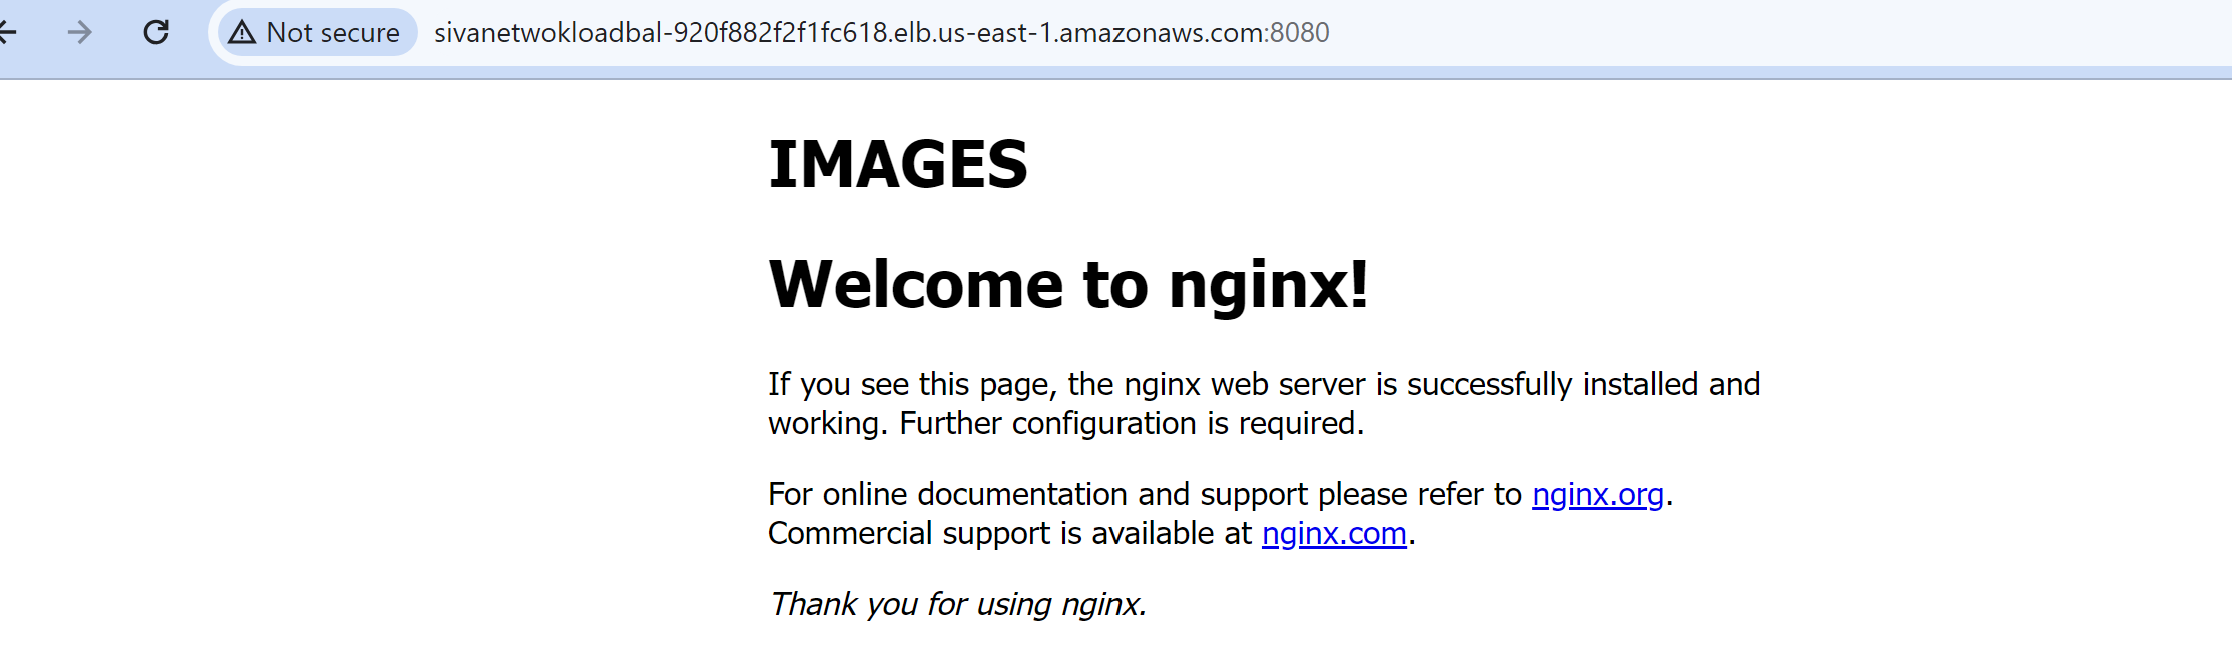 Not secure sivanetwokloadbal-920f882f2f1fc618.elb.us-east-1.amazonaws.com:8080
IMAGES
Welcome to nginx!
If you see this page, the nginx web server is successfully installed and
working. Further configuration is required.
For online documentation and support please refer to nginx.org.
Commercial support is available at nginx.com.
Thank you for using nginx.